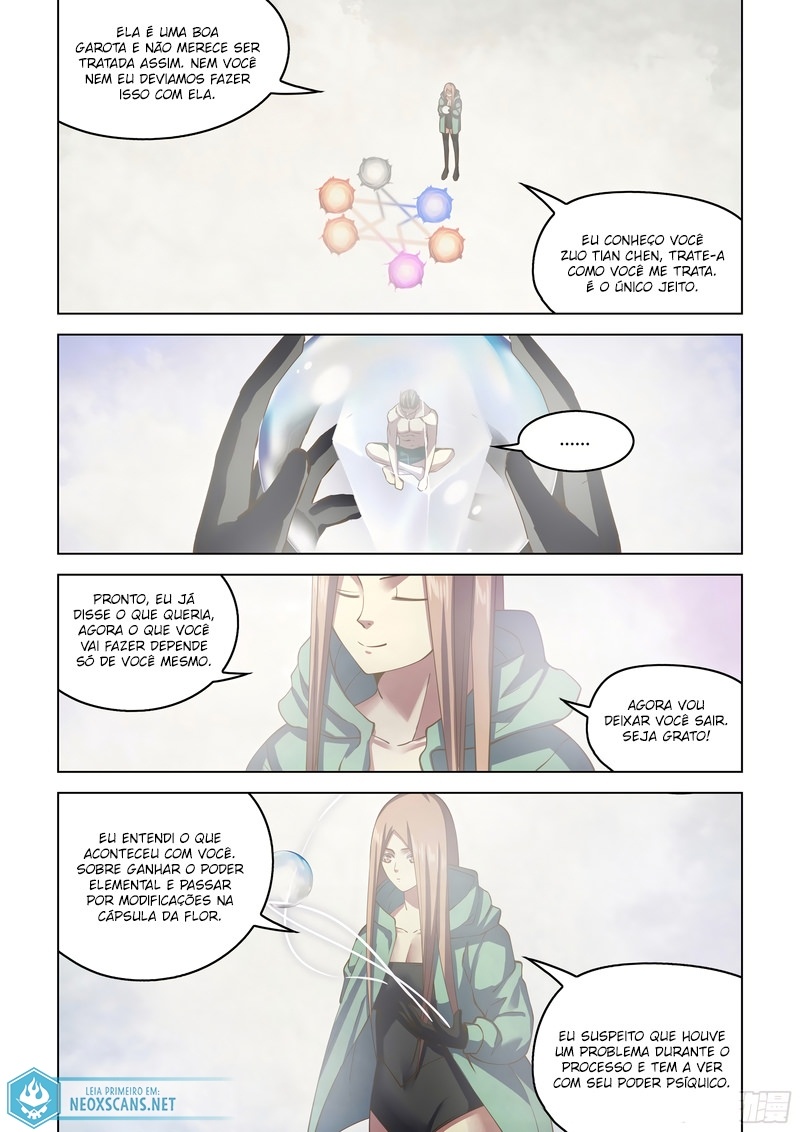 ELA É UMA BOA
GAROTA E NÃO MERECE SER
TRATADA ASSIM. NEM VOCÊ
NEM EU DEVIAMOS FAZER
ISSO COM ELA.
EU CONHEÇO VOCÊ
ZUO TIAN CHEN, TRATE-A
COMO VOCÊ ME TRATA.
É O ÚNICO JEITO.
......
PRONTO, EU JÁ
DISSE O QUE QUERIA,
AGORA O QUE VOCÊ
VAI FAZER DEPENDE
SÓ DE VOCÊ MESMO.
AGORA VOU
DEIXAR VOCÊ SAIR.
SEJA GRATO!
EU ENTENDI O QUE
ACONTECEU COM VOCÊ.
SOBRE GANHAR O PODER
ELEMENTAL E PASSAR
POR MODIFICAÇÕES NA
CÁPSULA DA FLOR.
EU SUSPEITO QUE HOUVE
UM PROBLEMA DURANTE O
PROCESSO E TEM A VER
COM SEU PODER PSÍQUICO.
LEIA PRIMEIRO EM:
NEOXSCANS.NET
动漫